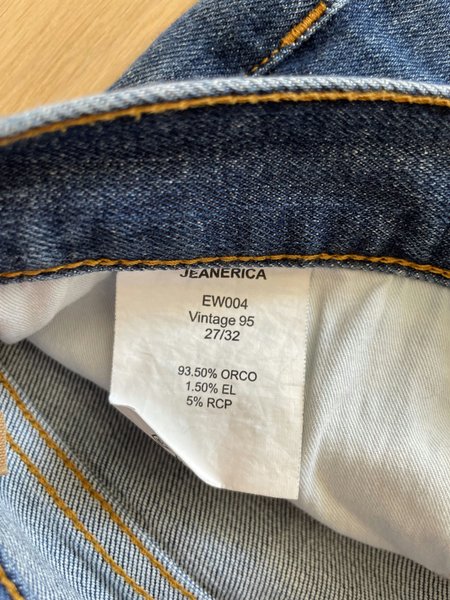 JEANERICA
EW004
Vintage 95
27/32
93.50% ORCO
1.50% EL
5% RCP